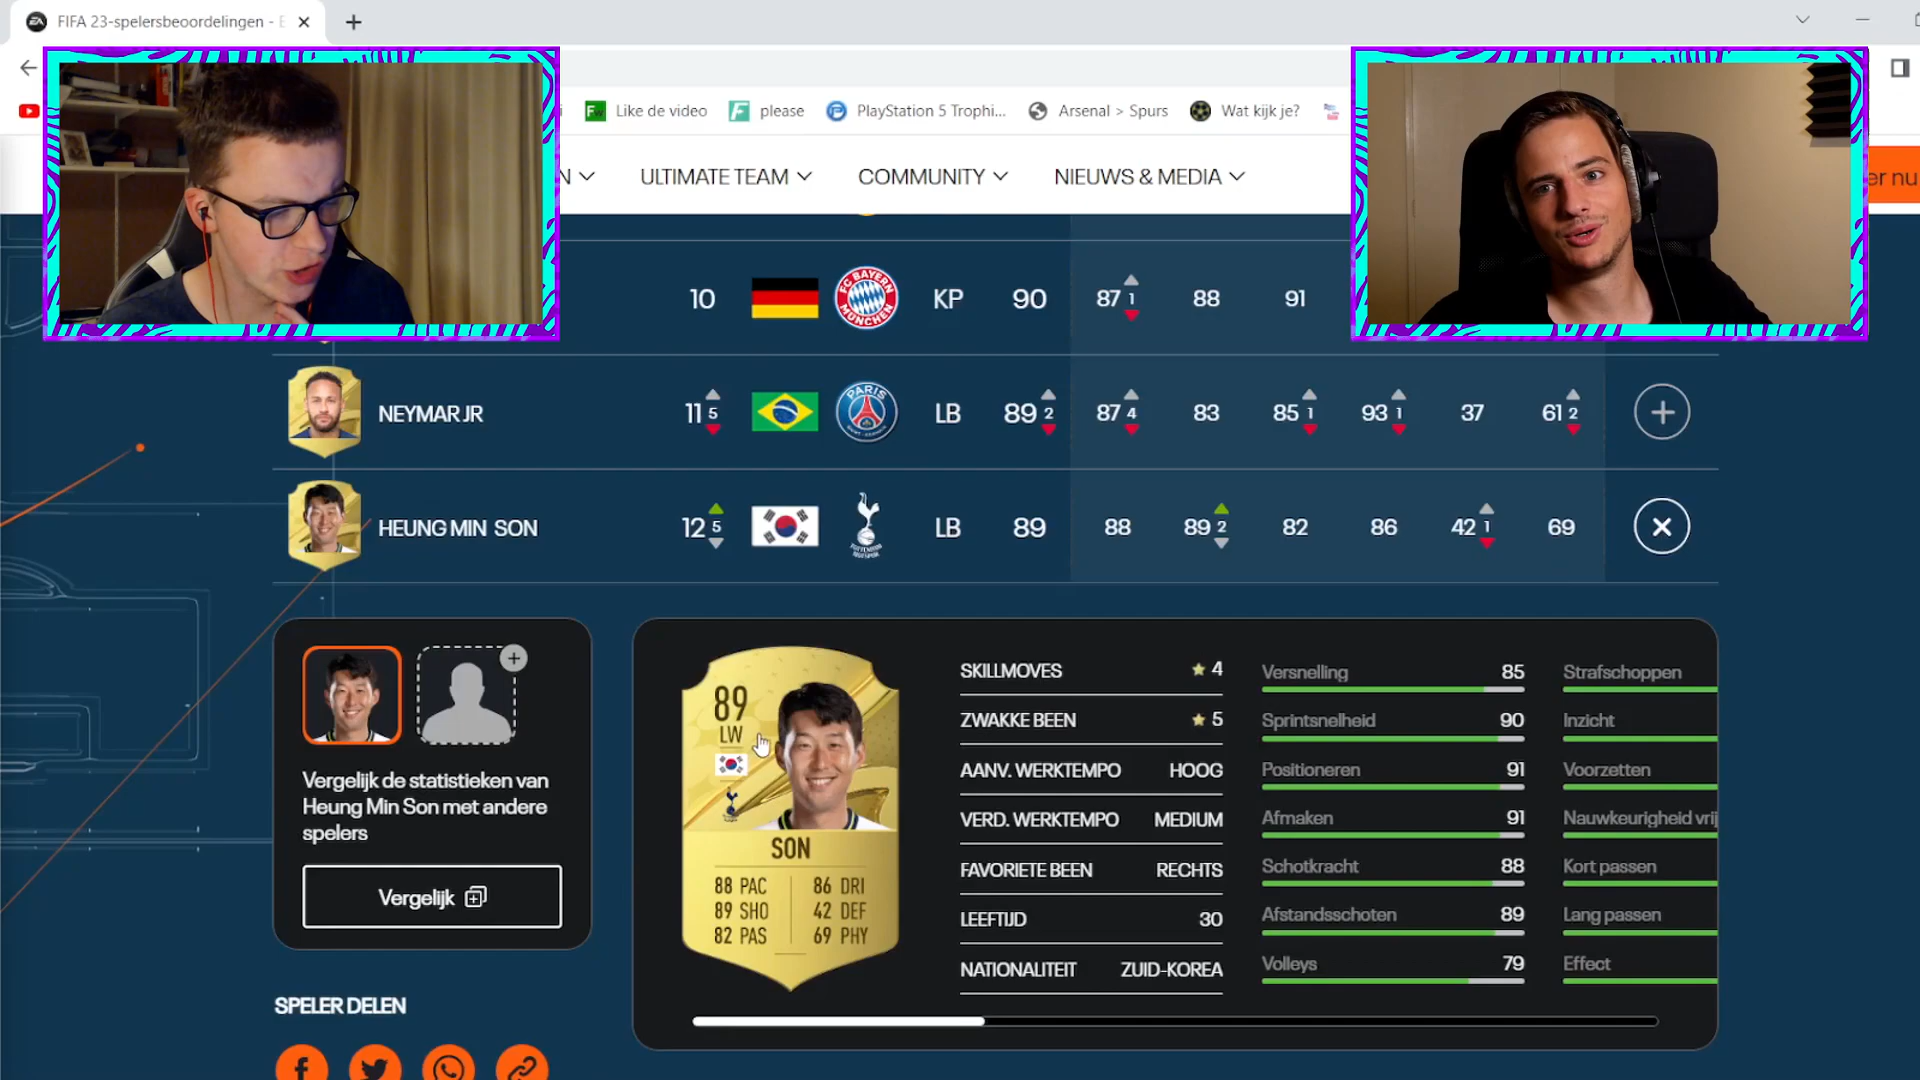 FIFA 23-spelersbeoordelingen - E
Like de video
please
PlayStation 5 Trophi...
Arsenal > Spurs
Wat kijk je?
N
ULTIMATE TEAM
COMMUNITY
NIEUWS & MEDIA
er nu
10 FC BAYERN MÜNCHEN KP 90 87 1 88 91
NEYMAR JR 11 5 PARIS LB 89 2 87 4 83 85 1 93 1 37 61 2
HEUNG MIN SON 12 5 TOTTENHAM HOTSPUR LB 89 88 89 2 82 86 42 1 69
Vergelijk de statistieken van
Heung Min Son met andere
spelers
Vergelijk
SPELER DELEN
89
LW
SON
88 PAC 86 DRI
89 SHO 42 DEF
82 PAS 69 PHY
SKILLMOVES 4
ZWAKKE BEEN 5
AANV. WERKTEMPO HOOG
VERD. WERKTEMPO MEDIUM
FAVORIETE BEEN RECHTS
LEEFTIJD 30
NATIONALITEIT ZUID-KOREA
Versnelling 85
Sprintsnelheid 90
Positioneren 91
Afmaken 91
Schotkracht 88
Afstandsschoten 89
Volleys 79
Strafschoppen
Inzicht
Voorzetten
Nauwkeurigheid vrij
Kort passen
Lang passen
Effect